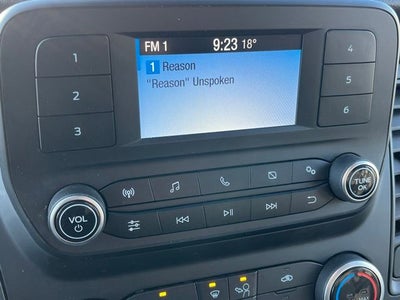 FM 1 9:23 18°
1 Reason
"Reason" Unspoken
1
2
3
4
5
6
VOL
TUNE
OK